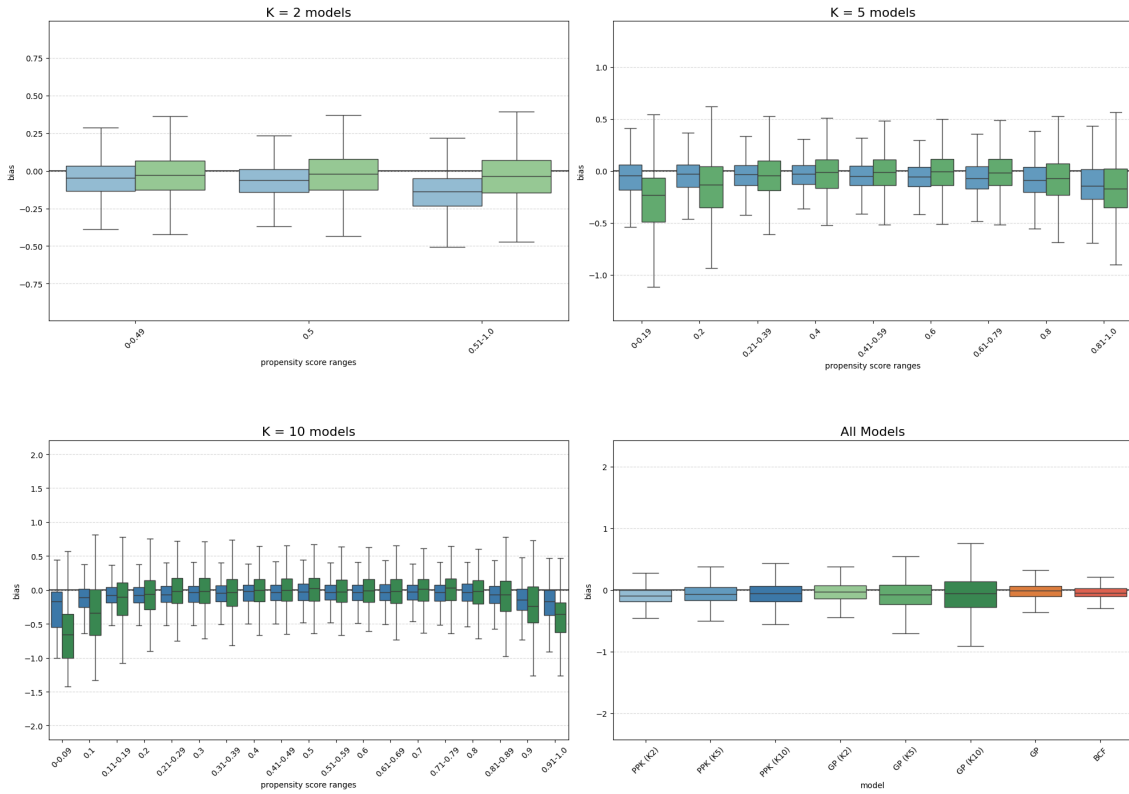 K = 2 models
0.75
0.50
0.25
0.00
−0.25
−0.50
−0.75
bias
0-0.49
0.5
0.51-1.0
propensity score ranges
K = 5 models
1.0
0.5
0.0
−0.5
−1.0
bias
0-0.19
0.2
0.21-0.39
0.4
0.41-0.59
0.6
0.61-0.79
0.8
0.81-1.0
propensity score ranges
K = 10 models
2.0
1.5
1.0
0.5
0.0
−0.5
−1.0
−1.5
−2.0
bias
0-0.09
0.1
0.11-0.19
0.2
0.21-0.29
0.3
0.31-0.39
0.4
0.41-0.49
0.5
0.51-0.59
0.6
0.61-0.69
0.7
0.71-0.79
0.8
0.81-0.89
0.9
0.91-1.0
propensity score ranges
All Models
2
1
0
−1
−2
bias
PPK (K2)
PPK (K5)
PPK (K10)
GP (K2)
GP (K5)
GP (K10)
GP
BCF
model